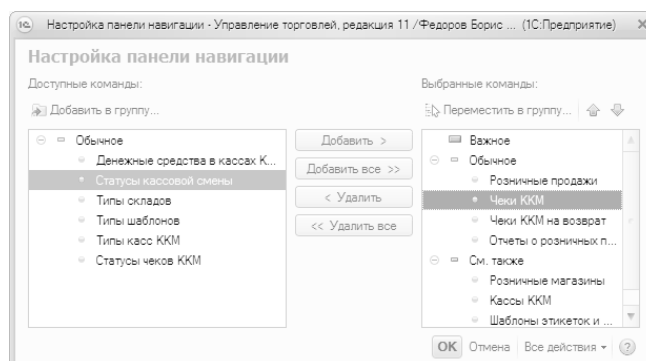 Настройка панели навигации - Управление торговлей, редакция 11 /Федоров Борис ... (1С:Предприятие)
Настройка панели навигации
Доступные команды:
Выбранные команды:
Добавить в группу...
Переместить в группу...
Обычное
Денежные средства в кассах К...
Статусы кассовой смены
Типы складов
Типы шаблонов
Типы касс ККМ
Статусы чеков ККМ
Добавить >
Добавить все >>
< Удалить
<< Удалить все
Важное
Обычное
Розничные продажи
Чеки ККМ
Чеки ККМ на возврат
Отчеты о розничных п...
См. также
Розничные магазины
Кассы ККМ
Шаблоны этикеток и ...
ОК Отмена Все действия ?